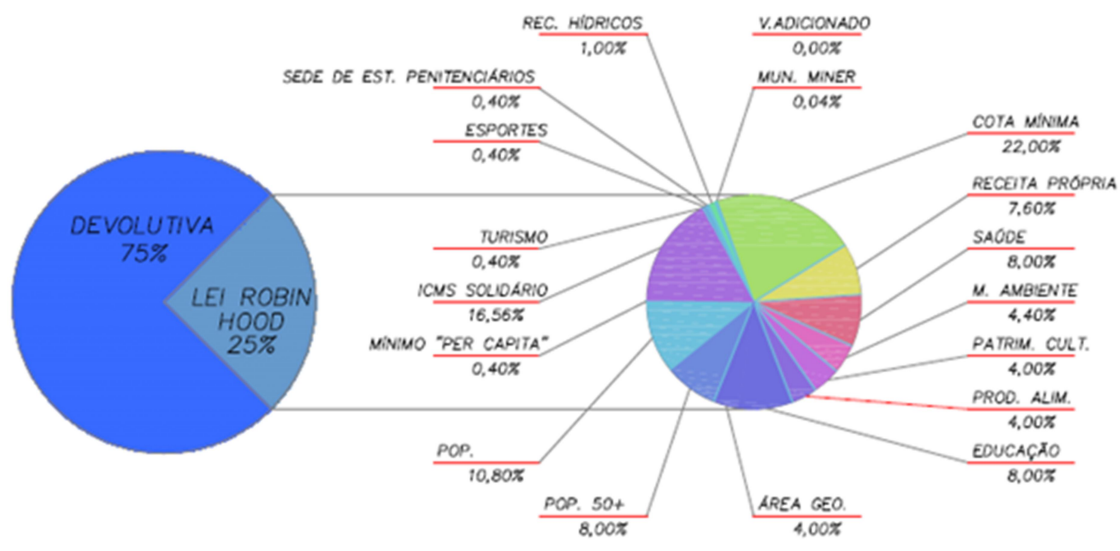 DEVOLUTIVA
75%
LEI ROBIN
HOOD
25%
REC. HÍDRICOS
1,00%
V.ADICIONADO
0,00%
SEDE DE EST. PENITENCIÁRIOS
0,40%
MUN. MINER
0,04%
ESPORTES
0,40%
COTA MÍNIMA
22,00%
RECEITA PRÓPRIA
7,60%
TURISMO
0,40%
SAÚDE
8,00%
ICMS SOLIDÁRIO
16,56%
M. AMBIENTE
4,40%
MÍNIMO "PER CAPITA"
0,40%
PATRIM. CULT.
4,00%
PROD. ALIM.
4,00%
POP.
10,80%
EDUCAÇÃO
8,00%
POP. 50+
8,00%
ÁREA GEO.
4,00%